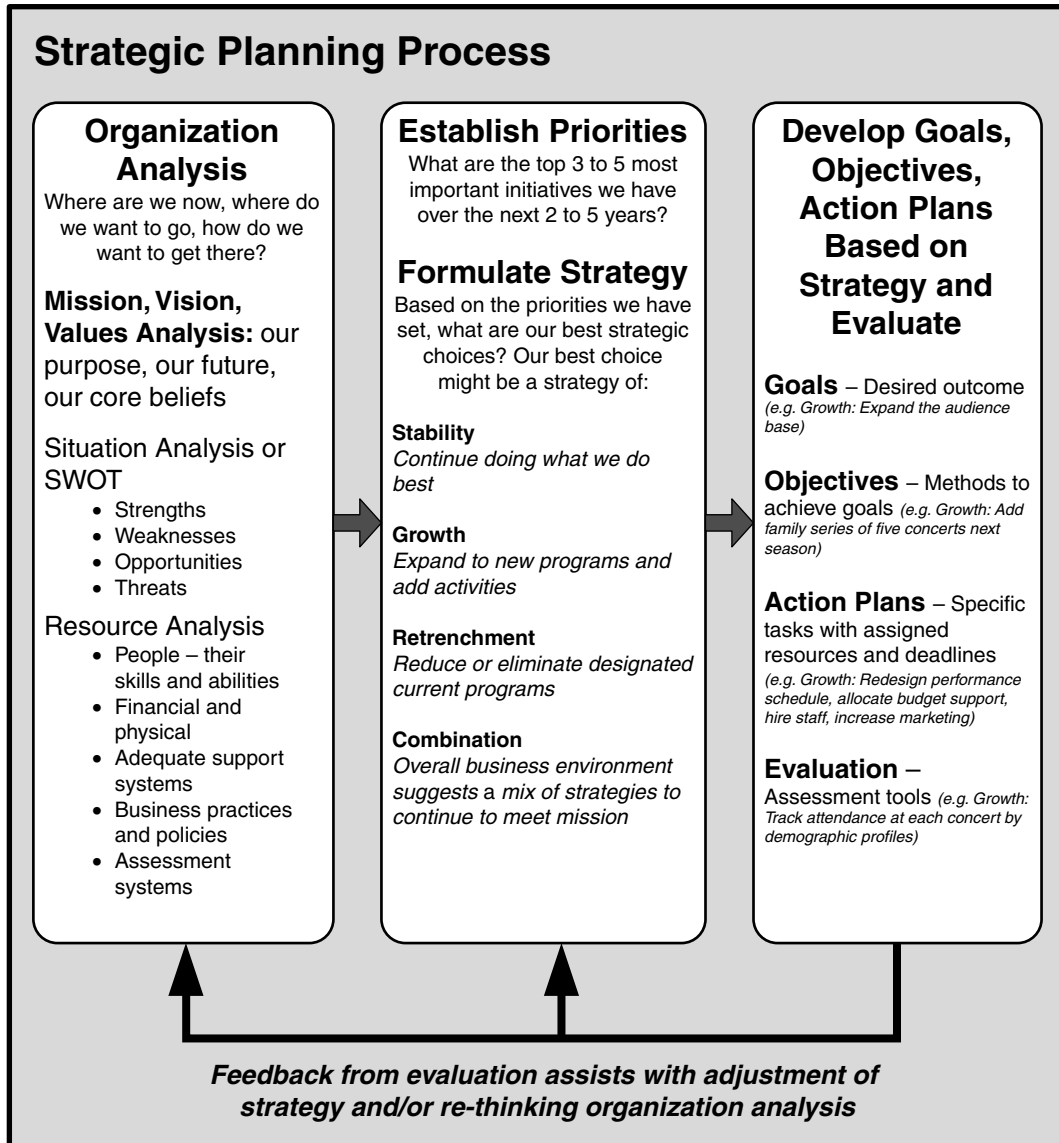 Strategic Planning Process
Organization
Analysis
Where are we now, where do
we want to go, how do we
want to get there?
Mission, Vision,
Values Analysis: our
purpose, our future,
our core beliefs
Situation Analysis or
SWOT
• Strengths
• Weaknesses
• Opportunities
• Threats
Resource Analysis
• People – their
skills and abilities
• Financial and
physical
• Adequate support
systems
• Business practices
and policies
• Assessment
systems
Establish Priorities
What are the top 3 to 5 most
important initiatives we have
over the next 2 to 5 years?
Formulate Strategy
Based on the priorities we have
set, what are our best strategic
choices? Our best choice
might be a strategy of:
Stability
Continue doing what we do
best
Growth
Expand to new programs and
add activities
Retrenchment
Reduce or eliminate designated
current programs
Combination
Overall business environment
suggests a mix of strategies to
continue to meet mission
Develop Goals,
Objectives,
Action Plans
Based on
Strategy and
Evaluate
Goals – Desired outcome
(e.g. Growth: Expand the audience
base)
Objectives – Methods to
achieve goals (e.g. Growth: Add
family series of five concerts next
season)
Action Plans – Specific
tasks with assigned
resources and deadlines
(e.g. Growth: Redesign performance
schedule, allocate budget support,
hire staff, increase marketing)
Evaluation –
Assessment tools (e.g. Growth:
Track attendance at each concert by
demographic profiles)
Feedback from evaluation assists with adjustment of
strategy and/or re-thinking organization analysis